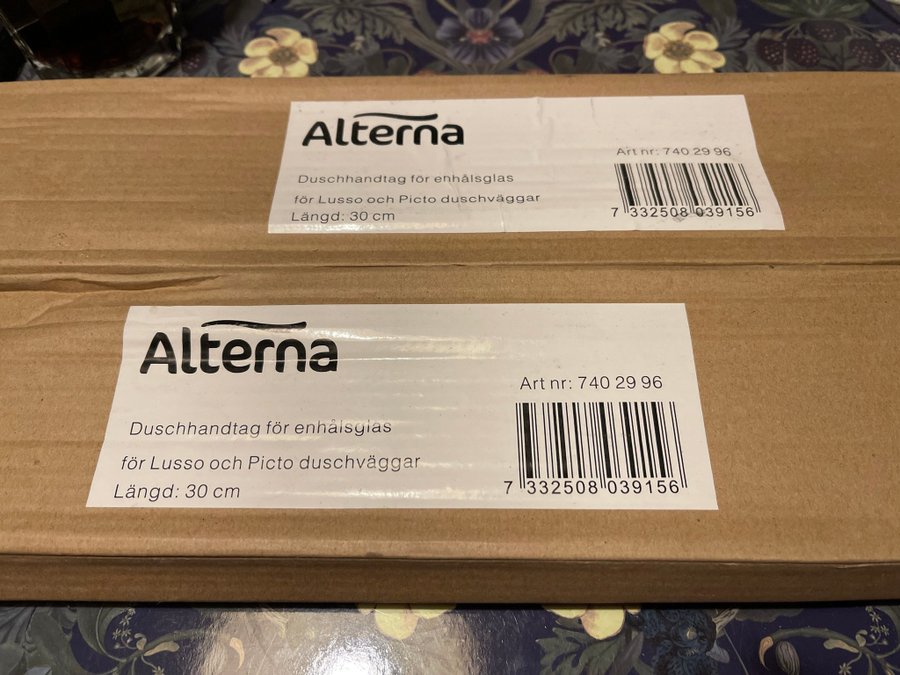 Alterna
Art nr: 740 29 96
Duschhandtag för enhålsglas
för Lusso och Picto duschväggar
Längd: 30 cm
7 332508 039156
Alterna
Art nr: 740 29 96
Duschhandtag för enhålsglas
för Lusso och Picto duschväggar
Längd: 30 cm
7 332508 039156